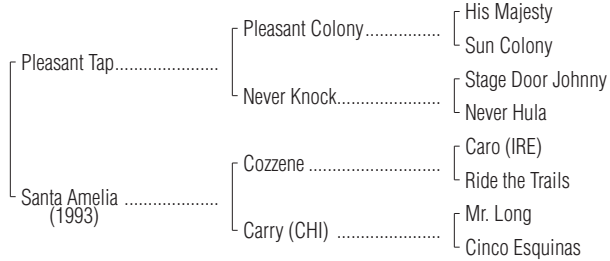 His Majesty
Pleasant Colony..................
Sun Colony
Pleasant Tap.....................
Stage Door Johnny
Never Knock.....................
Never Hula
Caro (IRE)
Cozzene .........................
Ride the Trails
Santa Amelia ...................
(1993)
Mr. Long
Carry (CHI) .....................
Cinco Esquinas